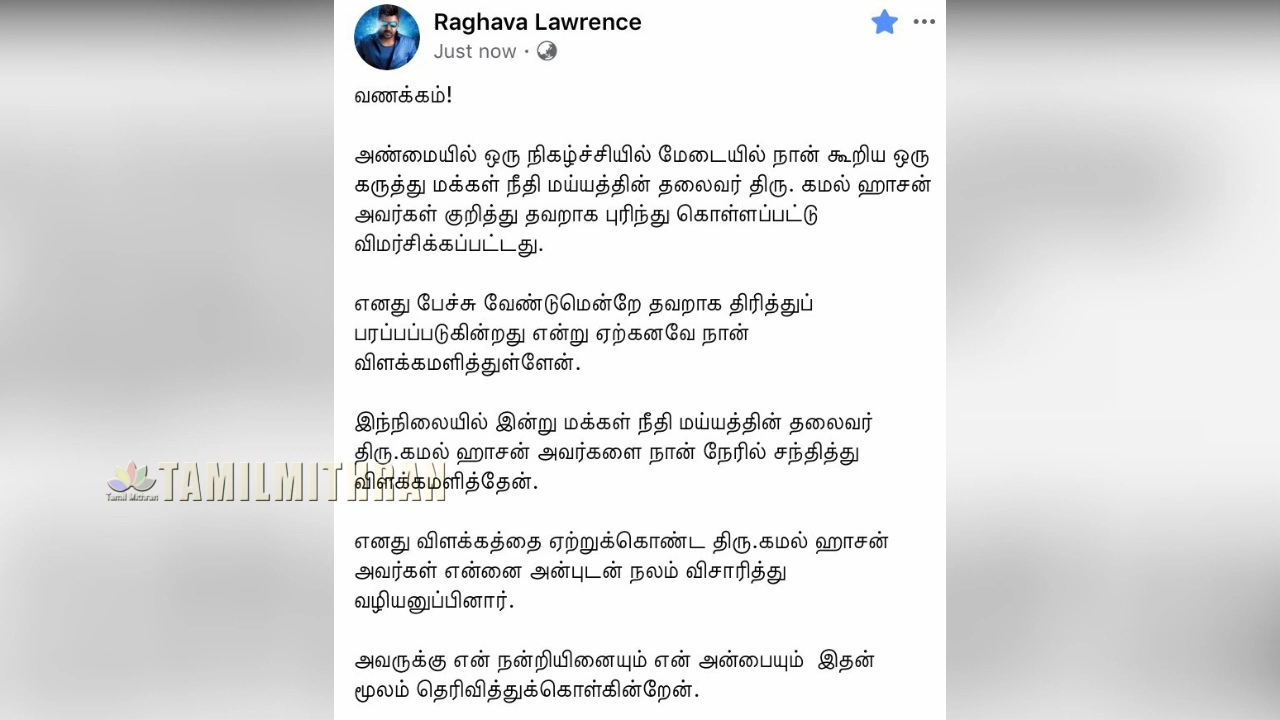 Raghava Lawrence
Just now ·
வணக்கம்!
அண்மையில் ஒரு நிகழ்ச்சியில் மேடையில் நான் கூறிய ஒரு
கருத்து மக்கள் நீதி மய்யத்தின் தலைவர் திரு. கமல் ஹாசன்
அவர்கள் குறித்து தவறாக புரிந்து கொள்ளப்பட்டு
விமர்சிக்கப்பட்டது.
எனது பேச்சு வேண்டுமென்றே தவறாக திரித்துப்
பரப்பப்படுகின்றது என்று ஏற்கனவே நான்
விளக்கமளித்துள்ளேன்.
இந்நிலையில் இன்று மக்கள் நீதி மய்யத்தின் தலைவர்
திரு.கமல் ஹாசன் அவர்களை நான் நேரில் சந்தித்து
விளக்கமளித்தேன்.
Tamil Mithran TAMILMITHRAN
எனது விளக்கத்தை ஏற்றுக்கொண்ட திரு.கமல் ஹாசன்
அவர்கள் என்னை அன்புடன் நலம் விசாரித்து
வழியனுப்பினார்.
அவருக்கு என் நன்றியினையும் என் அன்பையும் இதன்
மூலம் தெரிவித்துக்கொள்கின்றேன்.